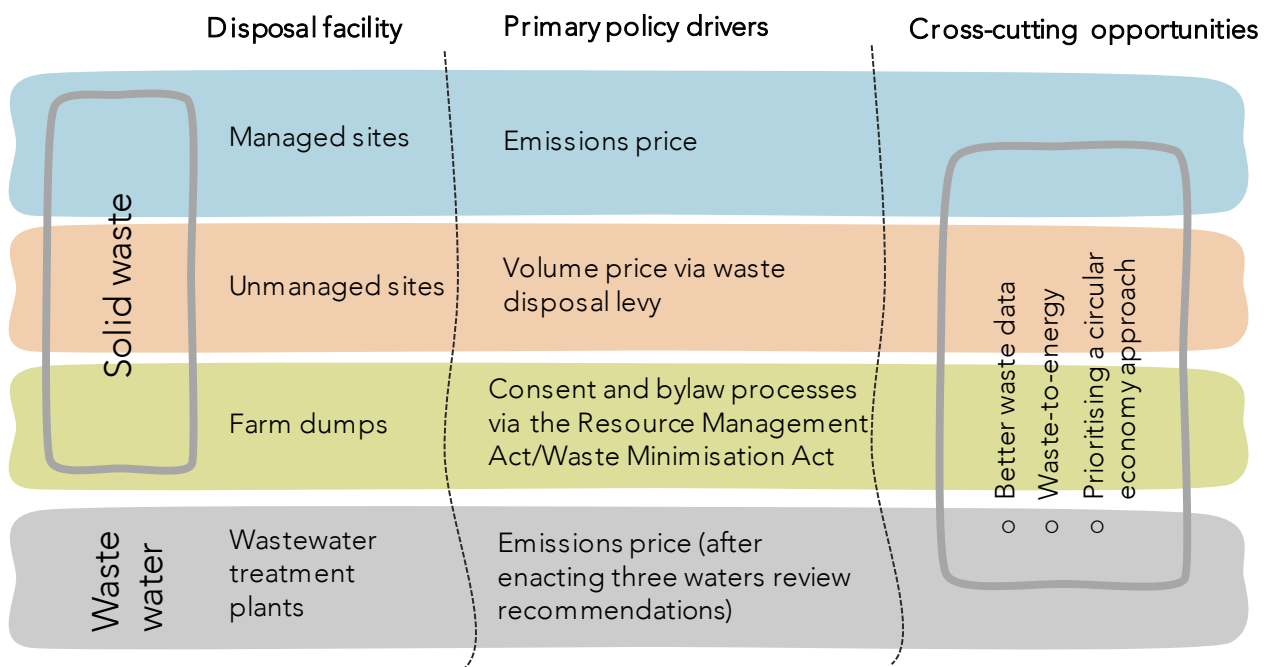 Disposal facility
Primary policy drivers
Cross-cutting opportunities
Solid waste
Managed sites
Emissions price
Unmanaged sites
Volume price via waste
disposal levy
Farm dumps
Consent and bylaw processes
via the Resource Management
Act/Waste Minimisation Act
Waste
water
Wastewater
treatment
plants
Emissions price (after
enacting three waters review
recommendations)
○ Better waste data
○ Waste-to-energy
○ Prioritising a circular
economy approach